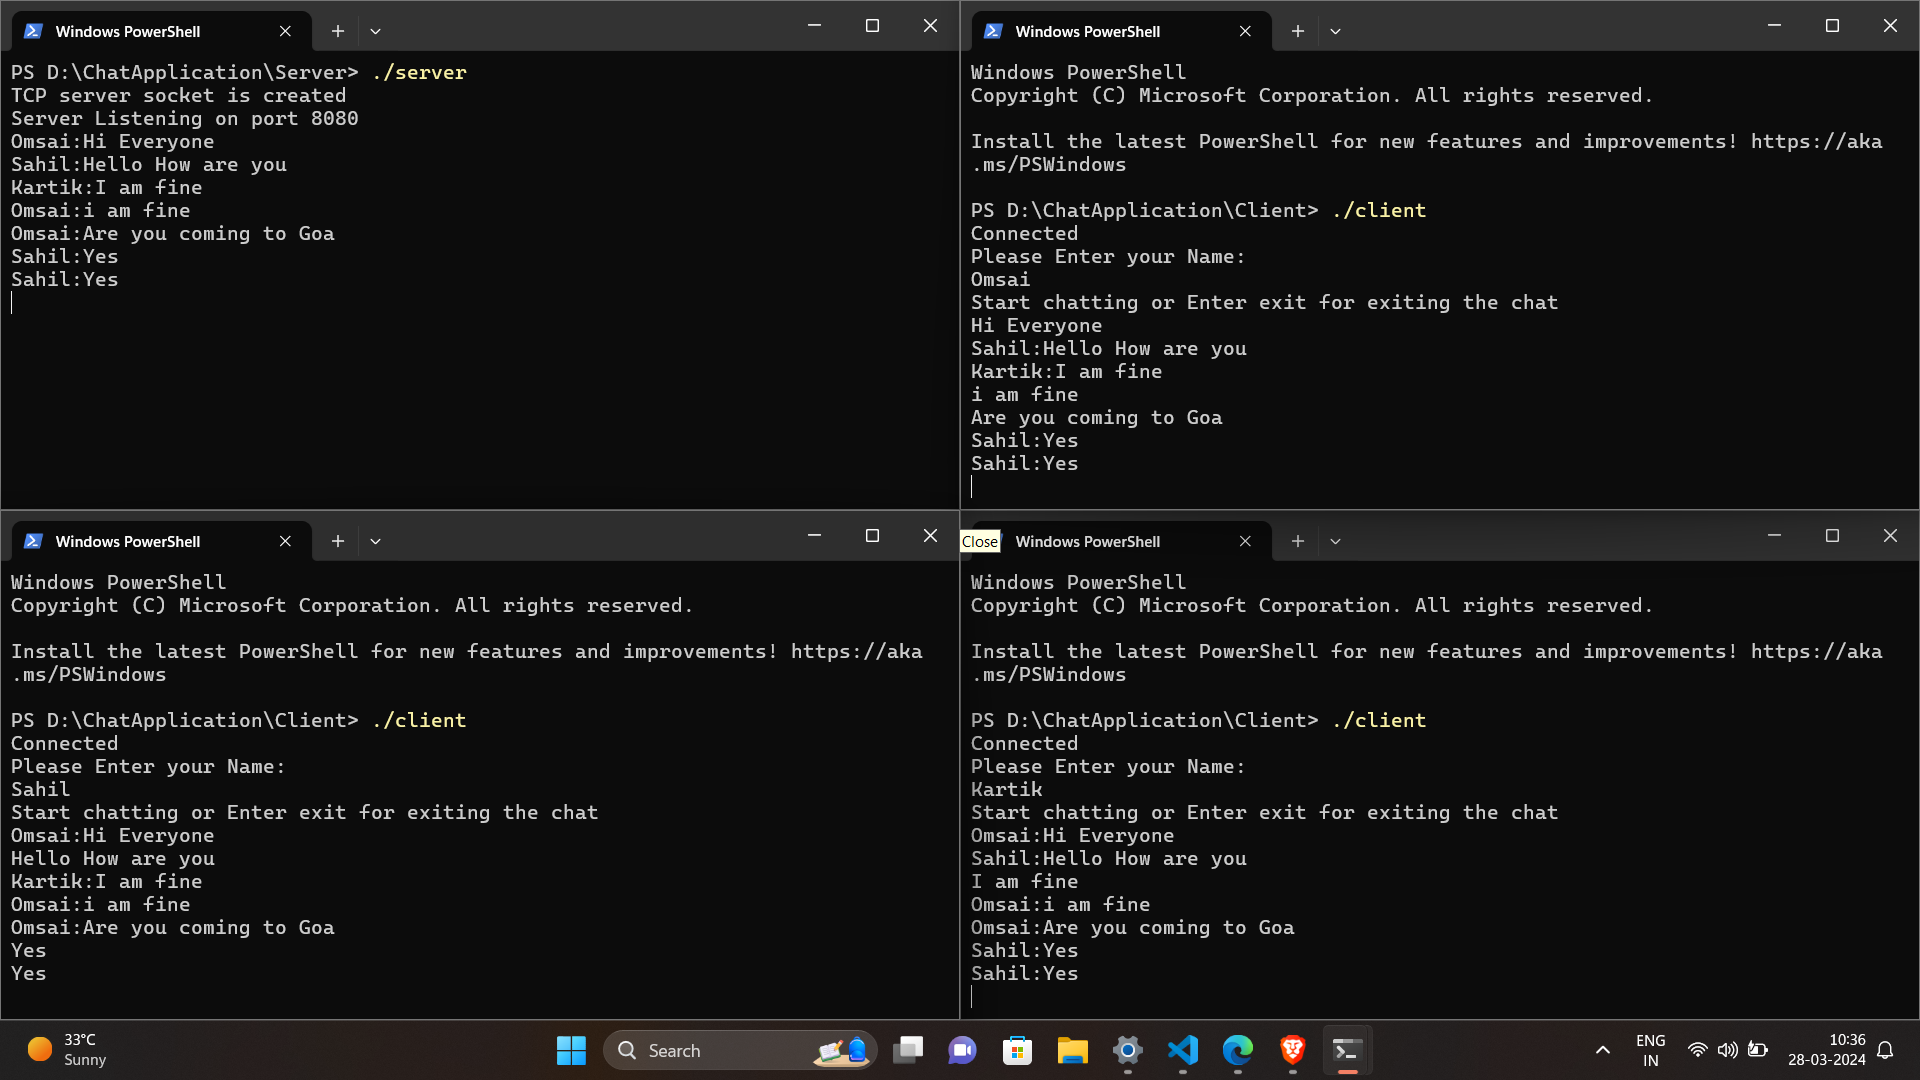 Windows PowerShell
PS D:\ChatApplication\Server> ./server
TCP server socket is created
Server Listening on port 8080
Omsai:Hi Everyone
Sahil:Hello How are you
Kartik:I am fine
Omsai:i am fine
Omsai:Are you coming to Goa
Sahil:Yes
Sahil:Yes
Windows PowerShell
Windows PowerShell
Copyright (C) Microsoft Corporation. All rights reserved.
Install the latest PowerShell for new features and improvements! https://aka
.ms/PSWindows
PS D:\ChatApplication\Client> ./client
Connected
Please Enter your Name:
Omsai
Start chatting or Enter exit for exiting the chat
Hi Everyone
Sahil:Hello How are you
Kartik:I am fine
i am fine
Are you coming to Goa
Sahil:Yes
Sahil:Yes
Windows PowerShell
Windows PowerShell
Copyright (C) Microsoft Corporation. All rights reserved.
Install the latest PowerShell for new features and improvements! https://aka
.ms/PSWindows
PS D:\ChatApplication\Client> ./client
Connected
Please Enter your Name:
Sahil
Start chatting or Enter exit for exiting the chat
Omsai:Hi Everyone
Hello How are you
Kartik:I am fine
Omsai:i am fine
Omsai:Are you coming to Goa
Yes
Yes
Close
Windows PowerShell
Windows PowerShell
Copyright (C) Microsoft Corporation. All rights reserved.
Install the latest PowerShell for new features and improvements! https://aka
.ms/PSWindows
PS D:\ChatApplication\Client> ./client
Connected
Please Enter your Name:
Kartik
Start chatting or Enter exit for exiting the chat
Omsai:Hi Everyone
Sahil:Hello How are you
I am fine
Omsai:i am fine
Omsai:Are you coming to Goa
Sahil:Yes
Sahil:Yes
33°C
Sunny
Search
ENG
IN
10:36
28-03-2024